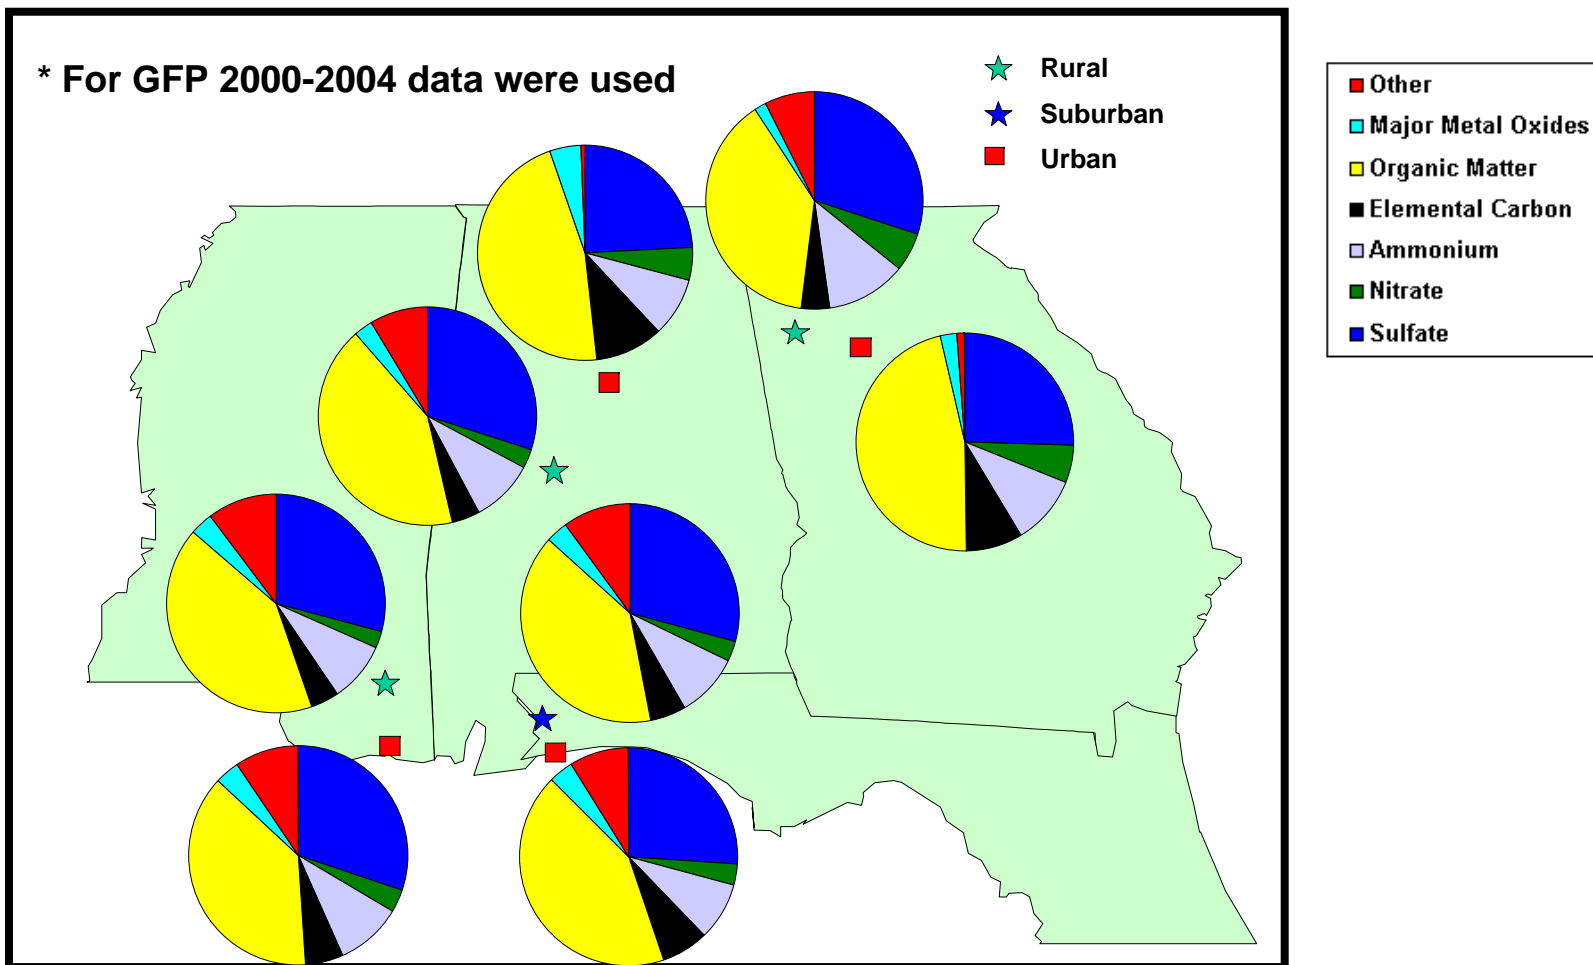 * For GFP 2000-2004 data were used
Rural
Suburban
Urban
Other
Major Metal Oxides
Organic Matter
Elemental Carbon
Ammonium
Nitrate
Sulfate